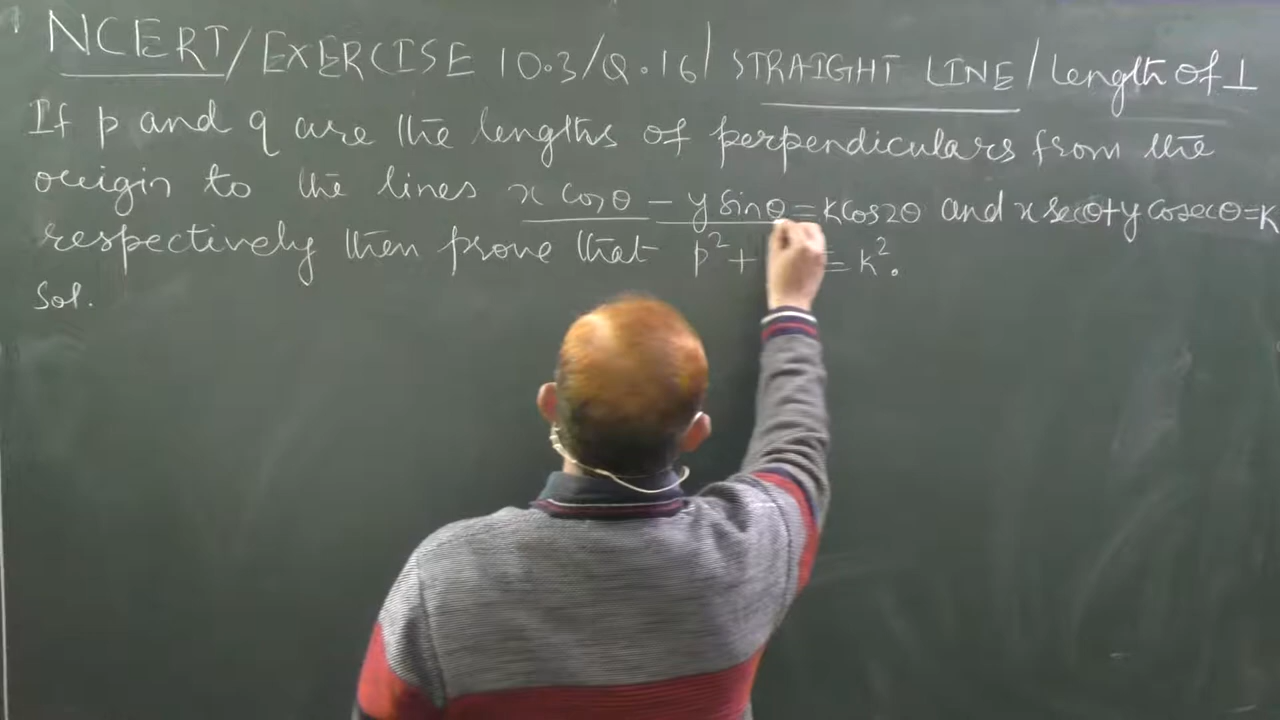 NCERT/EXERCISE 10.3/Q.16/ STRAIGHT LINE/length of ⊥
If p and q are the lengths of perpendiculars from the
origin to the lines x cosθ − y sinθ = K cos2θ and x secθ + y cosecθ = K
respectively then prove that p² + = K².
Sol.